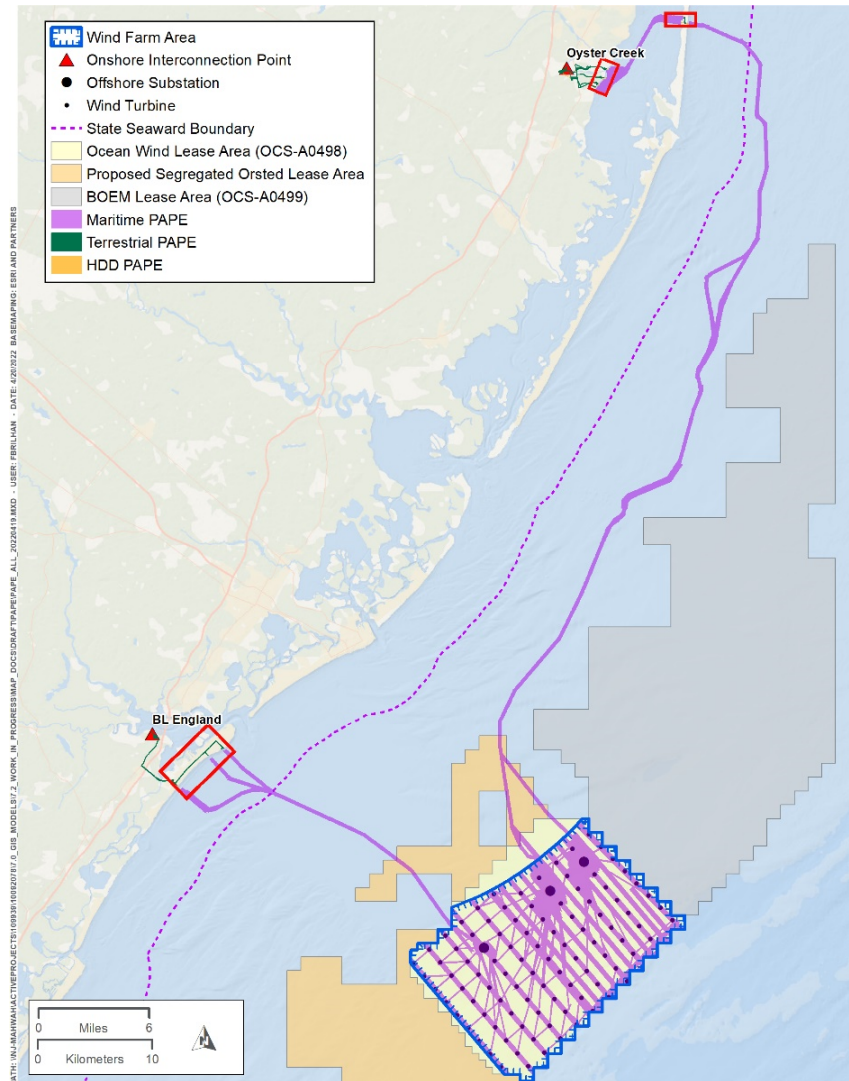 Wind Farm Area
Onshore Interconnection Point
Offshore Substation
Wind Turbine
State Seaward Boundary
Ocean Wind Lease Area (OCS-A0498)
Proposed Segregated Orsted Lease Area
BOEM Lease Area (OCS-A0499)
Maritime PAPE
Terrestrial PAPE
HDD PAPE
Oyster Creek
BL England
0 Miles 6
0 Kilometers 10
N